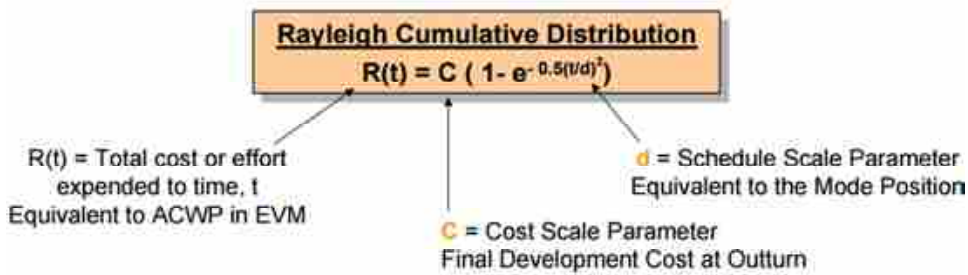 Rayleigh Cumulative Distribution
R(t) = C ( 1- e^{- 0.5(t/d)^2})
R(t) = Total cost or effort
expended to time, t
Equivalent to ACWP in EVM
d = Schedule Scale Parameter
Equivalent to the Mode Position
C = Cost Scale Parameter
Final Development Cost at Outturn